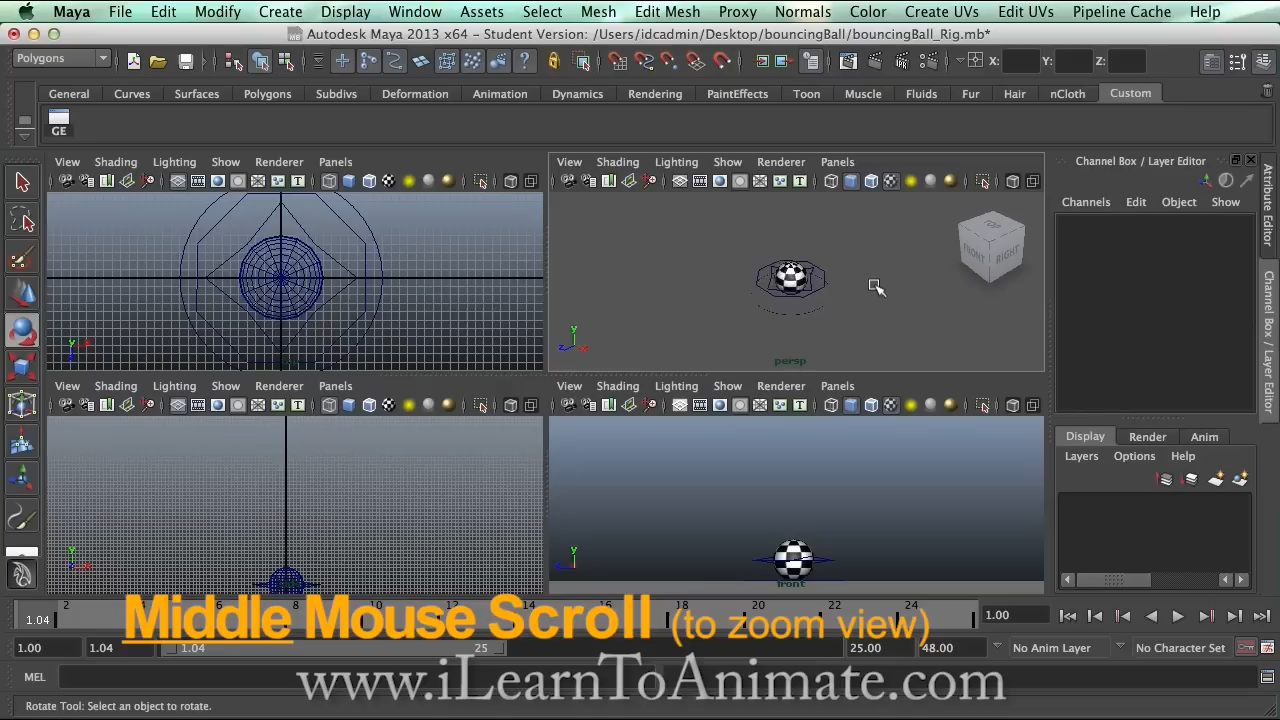 Maya File Edit Modify Create Display Window Assets Select Mesh Edit Mesh Proxy Normals Color Create UVs Edit UVs Pipeline Cache Help
Autodesk Maya 2013 x64 - Student Version: /Users/idcadmin/Desktop/bouncingBall/bouncingBall_Rig.mb*
Polygons X: Y: Z:
General Curves Surfaces Polygons Subdivs Deformation Animation Dynamics Rendering PaintEffects Toon Muscle Fluids Fur Hair nCloth Custom
GE
View Shading Lighting Show Renderer Panels
View Shading Lighting Show Renderer Panels
Channel Box / Layer Editor
Channels Edit Object Show
FRONT RIGHT
y x z
y z x
persp
View Shading Lighting Show Renderer Panels
View Shading Lighting Show Renderer Panels
Display Render Anim
Layers Options Help
y x
y
front
Attribute Editor
Channel Box / Layer Editor
1.04 2 8 10 12 14 16 18 20 22 24 1.00
Middle Mouse Scroll (to zoom view)
1.00 1.04 1.04 25 25.00 48.00 No Anim Layer No Character Set
MEL
www.iLearnToAnimate.com
Rotate Tool: Select an object to rotate.